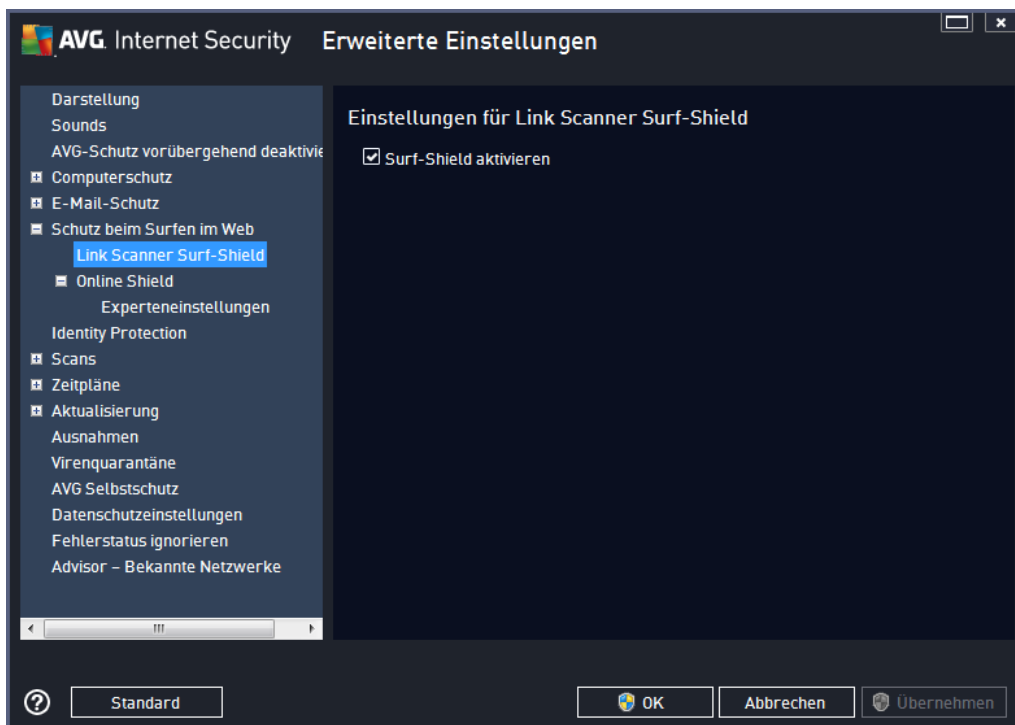 AVG. Internet Security Erweiterte Einstellungen
Darstellung
Sounds
AVG-Schutz vorübergehend deaktivie
Computerschutz
E-Mail-Schutz
Schutz beim Surfen im Web
Link Scanner Surf-Shield
Online Shield
Experteneinstellungen
Identity Protection
Scans
Zeitpläne
Aktualisierung
Ausnahmen
Virenquarantäne
AVG Selbstschutz
Datenschutzeinstellungen
Fehlerstatus ignorieren
Advisor – Bekannte Netzwerke
Einstellungen für Link Scanner Surf-Shield
Surf-Shield aktivieren
? Standard OK Abbrechen Übernehmen